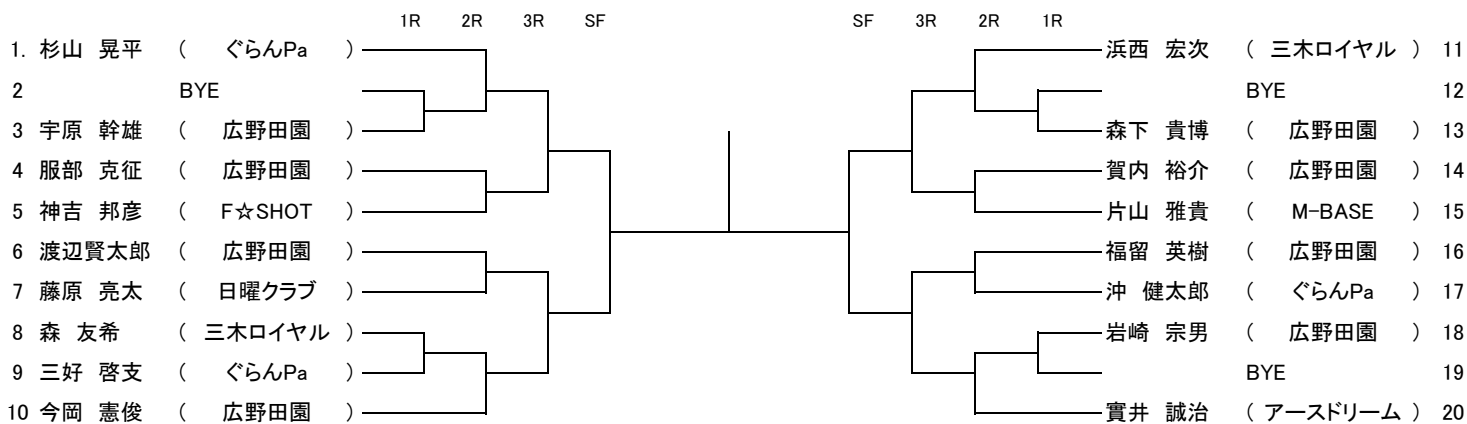 1R 2R 3R SF SF 3R 2R 1R
1. 杉山 晃平 ( ぐらんPa ) 浜西 宏次 ( 三木ロイヤル ) 11
2 BYE BYE 12
3 宇原 幹雄 ( 広野田園 ) 森下 貴博 ( 広野田園 ) 13
4 服部 克征 ( 広野田園 ) 賀内 裕介 ( 広野田園 ) 14
5 神吉 邦彦 ( F☆SHOT ) 片山 雅貴 ( M-BASE ) 15
6 渡辺賢太郎 ( 広野田園 ) 福留 英樹 ( 広野田園 ) 16
7 藤原 亮太 ( 日曜クラブ ) 沖 健太郎 ( ぐらんPa ) 17
8 森 友希 ( 三木ロイヤル ) 岩崎 宗男 ( 広野田園 ) 18
9 三好 啓支 ( ぐらんPa ) BYE 19
10 今岡 憲俊 ( 広野田園 ) 實井 誠治 ( アースドリーム ) 20